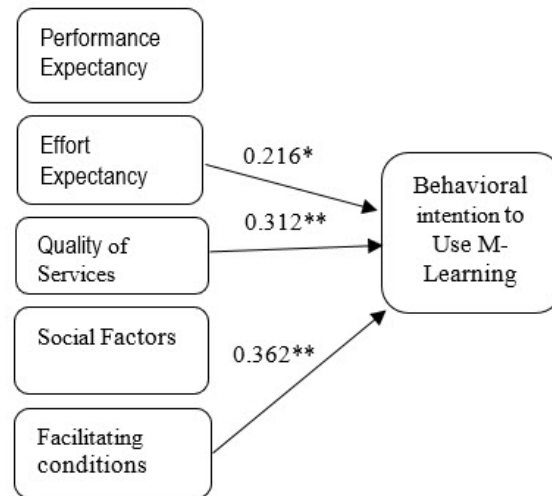 Performance
Expectancy
Effort
Expectancy
0.216*
Quality of
Services
0.312**
Social Factors
0.362**
Facilitating
conditions
Behavioral
intention to
Use M-
Learning